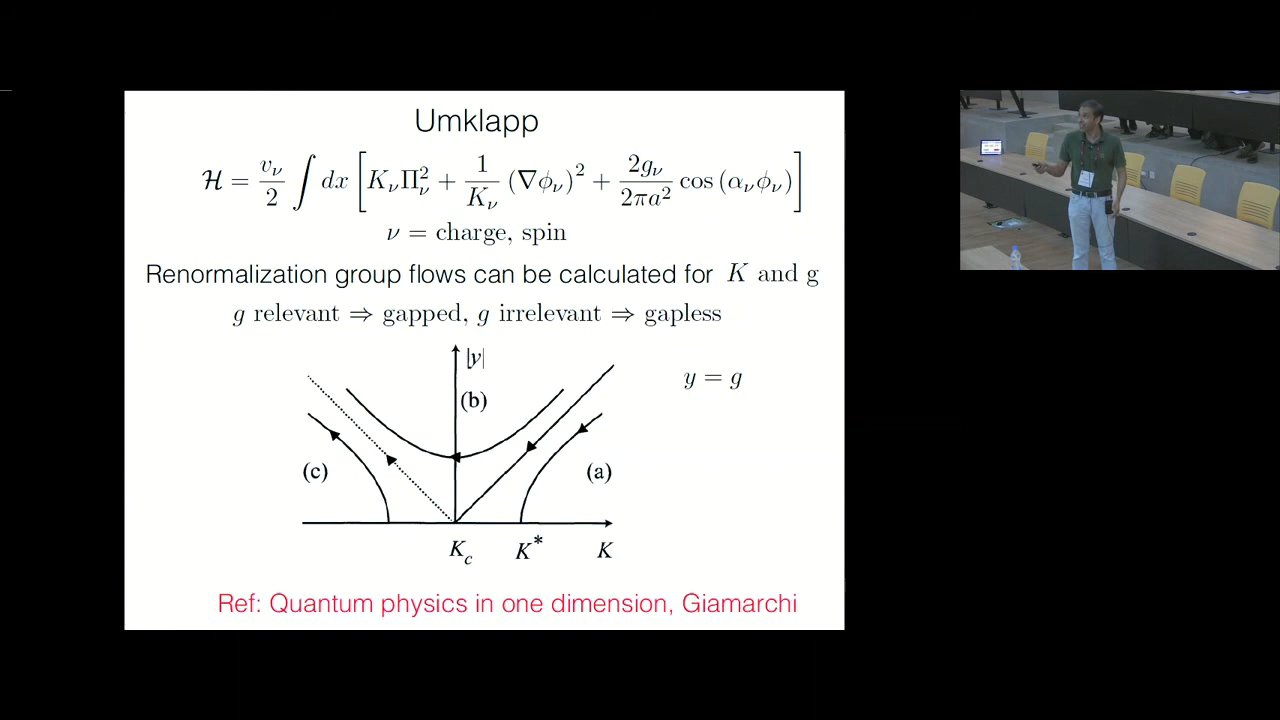 Umklapp
ℋ = v_ν/2 ∫ dx [K_ν Π_ν² + 1/K_ν (∇ϕ_ν)² + 2g_ν/2πa² cos (α_ν ϕ_ν)]
ν = charge, spin
Renormalization group flows can be calculated for K and g
g relevant ⇒ gapped, g irrelevant ⇒ gapless
|y|
y = g
(b)
(c)
(a)
K_c
K*
K
Ref: Quantum physics in one dimension, Giamarchi